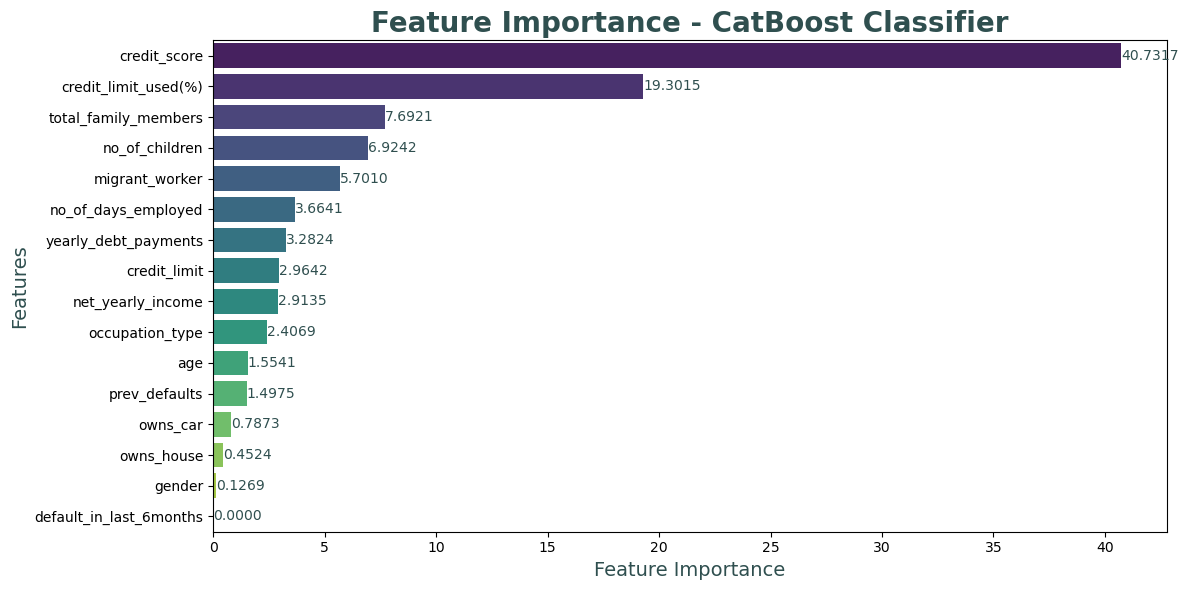 Feature Importance - CatBoost Classifier
credit_score 40.7317
credit_limit_used(%) 19.3015
total_family_members 7.6921
no_of_children 6.9242
migrant_worker 5.7010
no_of_days_employed 3.6641
yearly_debt_payments 3.2824
credit_limit 2.9642
net_yearly_income 2.9135
occupation_type 2.4069
age 1.5541
prev_defaults 1.4975
owns_car 0.7873
owns_house 0.4524
gender 0.1269
default_in_last_6months 0.0000
Features
0 5 10 15 20 25 30 35 40
Feature Importance